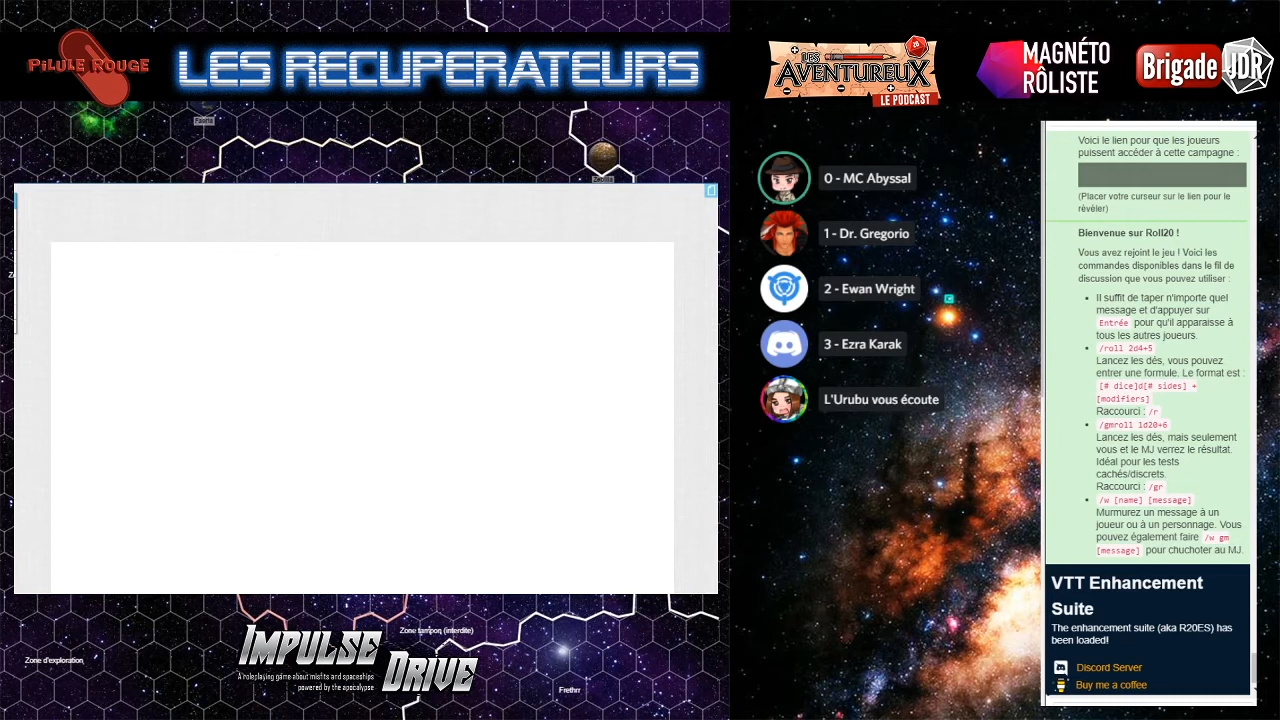 PiLULE ROUGE
LES RECUPERATEURS
LES
AVENTUREUX
LE PODCAST
20
MAGNÉTO
RÔLISTE
Brigade JDR
Faerie
0 - MC Abyssal
1 - Dr. Gregorio
2 - Ewan Wright
3 - Ezra Karak
L'Urubu vous écoute
Voici le lien pour que les joueurs
puissent accéder à cette campagne :
(Placer votre curseur sur le lien pour le
révéler)
Bienvenue sur Roll20 !
Vous avez rejoint le jeu ! Voici les
commandes disponibles dans le fil de
discussion que vous pouvez utiliser :
• Il suffit de taper n'importe quel
message et d'appuyer sur
Entrée pour qu'il apparaisse à
tous les autres joueurs.
• /roll 2d4+5
Lancez les dés, vous pouvez
entrer une formule. Le format est :
[# dice]d[# sides] +
[modifiers]
Raccourci : /r
• /gmroll 1d20+6
Lancez les dés, mais seulement
vous et le MJ verrez le résultat.
Idéal pour les tests
cachés/discrets.
Raccourci : /gr
• /w [name] [message]
Murmurez un message à un
joueur ou à un personnage. Vous
pouvez également faire /w gm
[message] pour chuchoter au MJ.
VTT Enhancement
Suite
The enhancement suite (aka R20ES) has
been loaded!
Discord Server
Buy me a coffee
Zone tampon (interdite)
Zone d'exploration
IMPULSE
DRIVE
A roleplaying game about misfits and spaceships
powered by the apocalypse
Frethrr